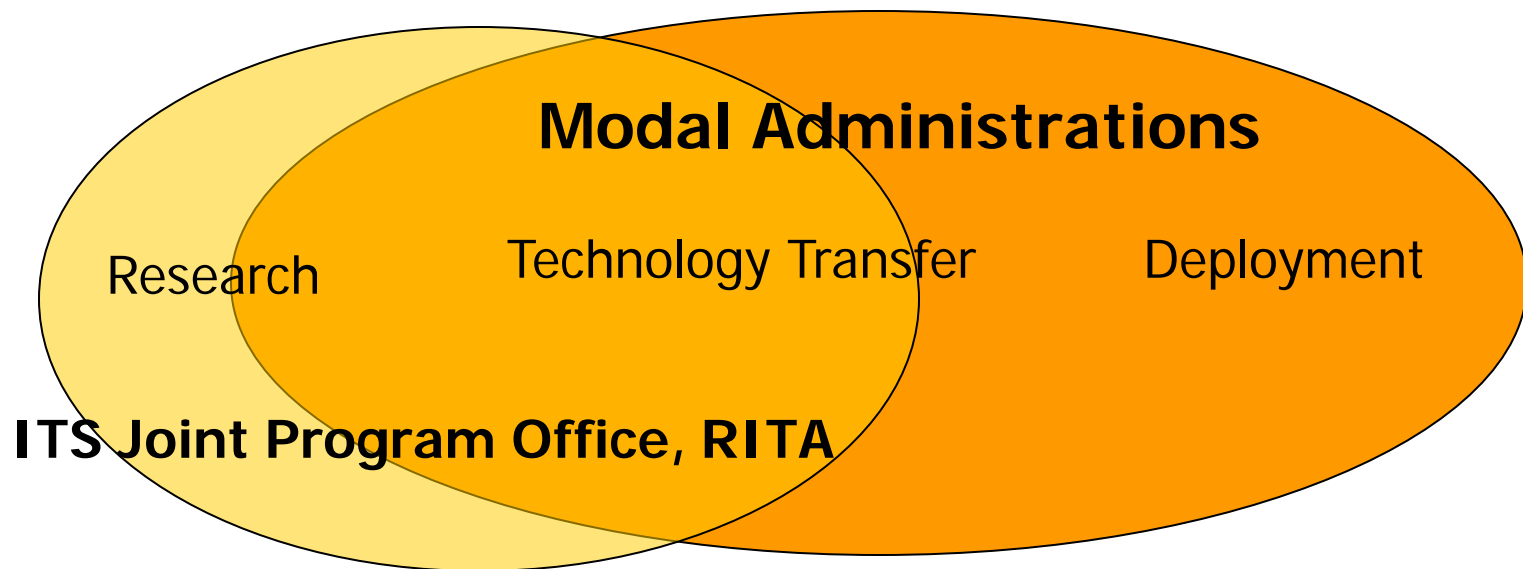 Modal Administrations
Research
Technology Transfer
Deployment
ITS Joint Program Office, RITA